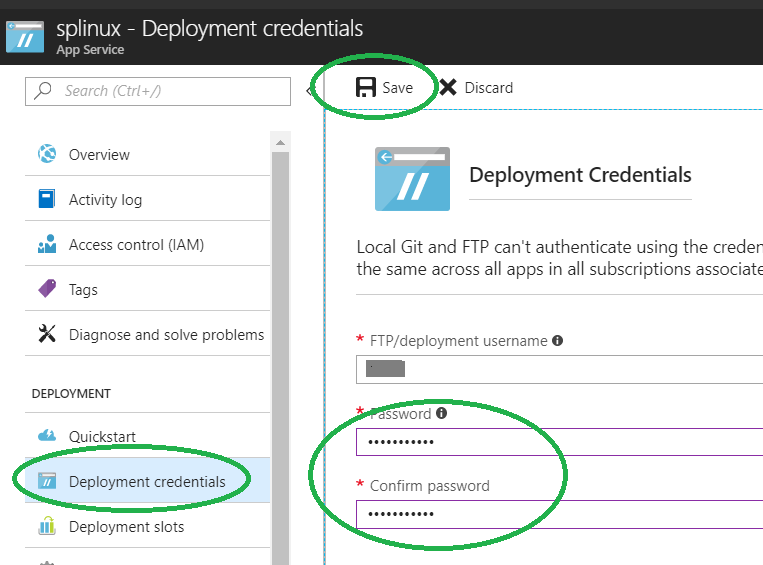 splinux - Deployment credentials
App Service
Search (Ctrl+/)
Save
Discard
Overview
Activity log
Access control (IAM)
Tags
Diagnose and solve problems
DEPLOYMENT
Quickstart
Deployment credentials
Deployment slots
Deployment Credentials
Local Git and FTP can't authenticate using the creden
the same across all apps in all subscriptions associate
* FTP/deployment username
* Password
•••••••••••
* Confirm password
•••••••••••